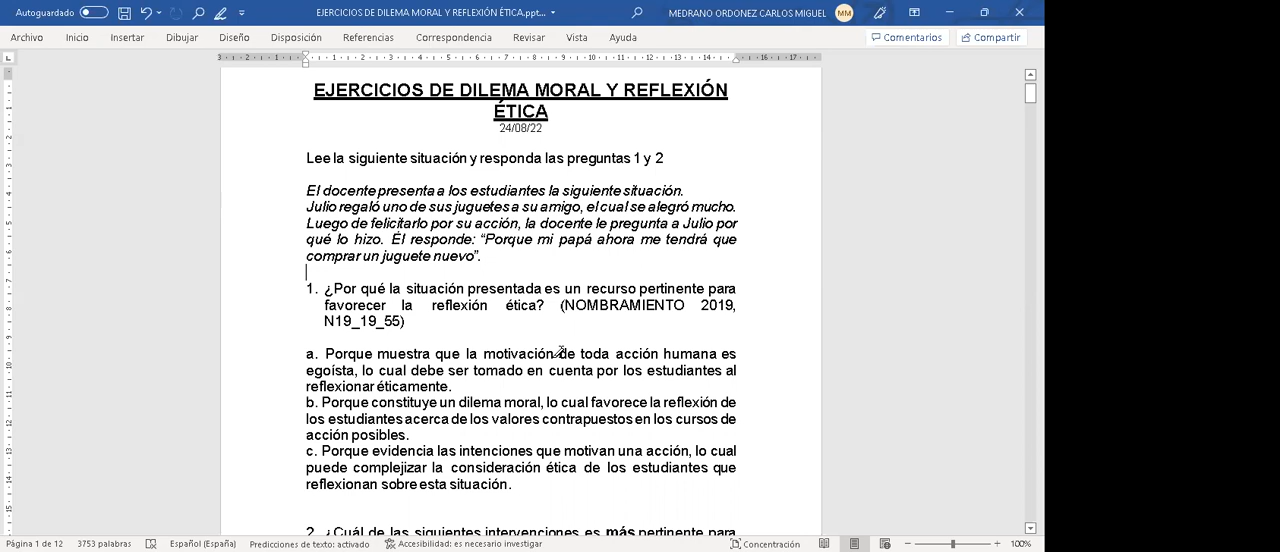 Autoguardado
EJERCICIOS DE DILEMA MORAL Y REFLEXIÓN ÉTICA.ppt...
MEDRANO ORDONEZ CARLOS MIGUEL
MM
Archivo Inicio Insertar Dibujar Diseño Disposición Referencias Correspondencia Revisar Vista Ayuda
Comentarios Compartir
EJERCICIOS DE DILEMA MORAL Y REFLEXIÓN
ÉTICA
24/08/22
Lee la siguiente situación y responda las preguntas 1 y 2
El docente presenta a los estudiantes la siguiente situación.
Julio regaló uno de sus juguetes a su amigo, el cual se alegró mucho.
Luego de felicitarlo por su acción, la docente le pregunta a Julio por
qué lo hizo. Él responde: “Porque mi papá ahora me tendrá que
comprar un juguete nuevo”.
1. ¿Por qué la situación presentada es un recurso pertinente para
favorecer la reflexión ética? (NOMBRAMIENTO 2019,
N19_19_55)
a. Porque muestra que la motivación de toda acción humana es
egoísta, lo cual debe ser tomado en cuenta por los estudiantes al
reflexionar éticamente.
b. Porque constituye un dilema moral, lo cual favorece la reflexión de
los estudiantes acerca de los valores contrapuestos en los cursos de
acción posibles.
c. Porque evidencia las intenciones que motivan una acción, lo cual
puede complejizar la consideración ética de los estudiantes que
reflexionan sobre esta situación.
2. ¿Cuál de las siguientes intervenciones es más pertinente para
Página 1 de 12 3753 palabras Español (España) Predicciones de texto: activado Accesibilidad: es necesario investigar Concentración 100%